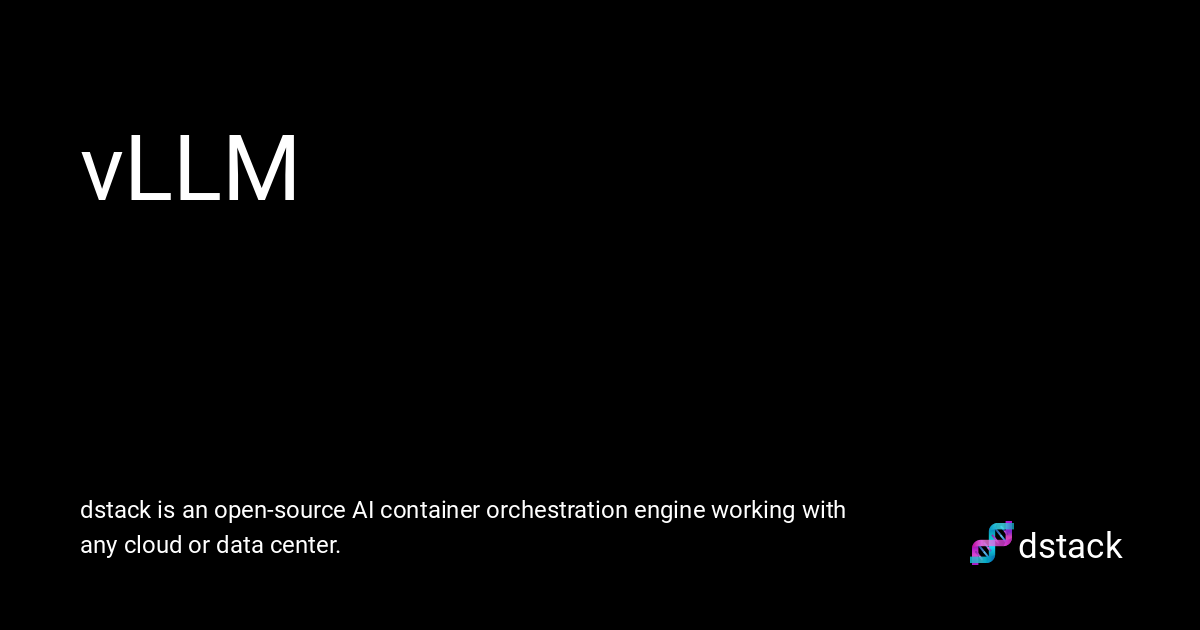 vLLM
dstack is an open-source AI container orchestration engine working with
any cloud or data center.
dstack